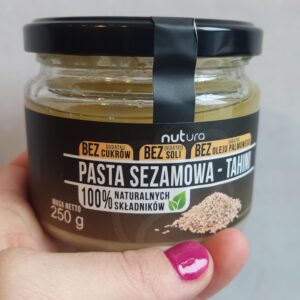 nutura
BEZ DODATKU CUKRÓW
BEZ DODATKU SOLI
BEZ DODATKU OLEJU PALMOWEGO
PASTA SEZAMOWA - TAHINI
100% NATURALNYCH SKŁADNIKÓW
MASA NETTO
250 g